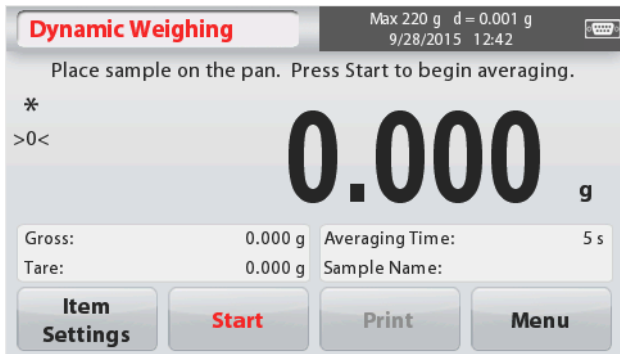 Dynamic Weighing
Max 220 g d = 0.001 g
9/28/2015 12:42
Place sample on the pan. Press Start to begin averaging.
*
>0<
0.000 g
Gross: 0.000 g
Tare: 0.000 g
Averaging Time: 5 s
Sample Name:
Item
Settings
Start
Print
Menu